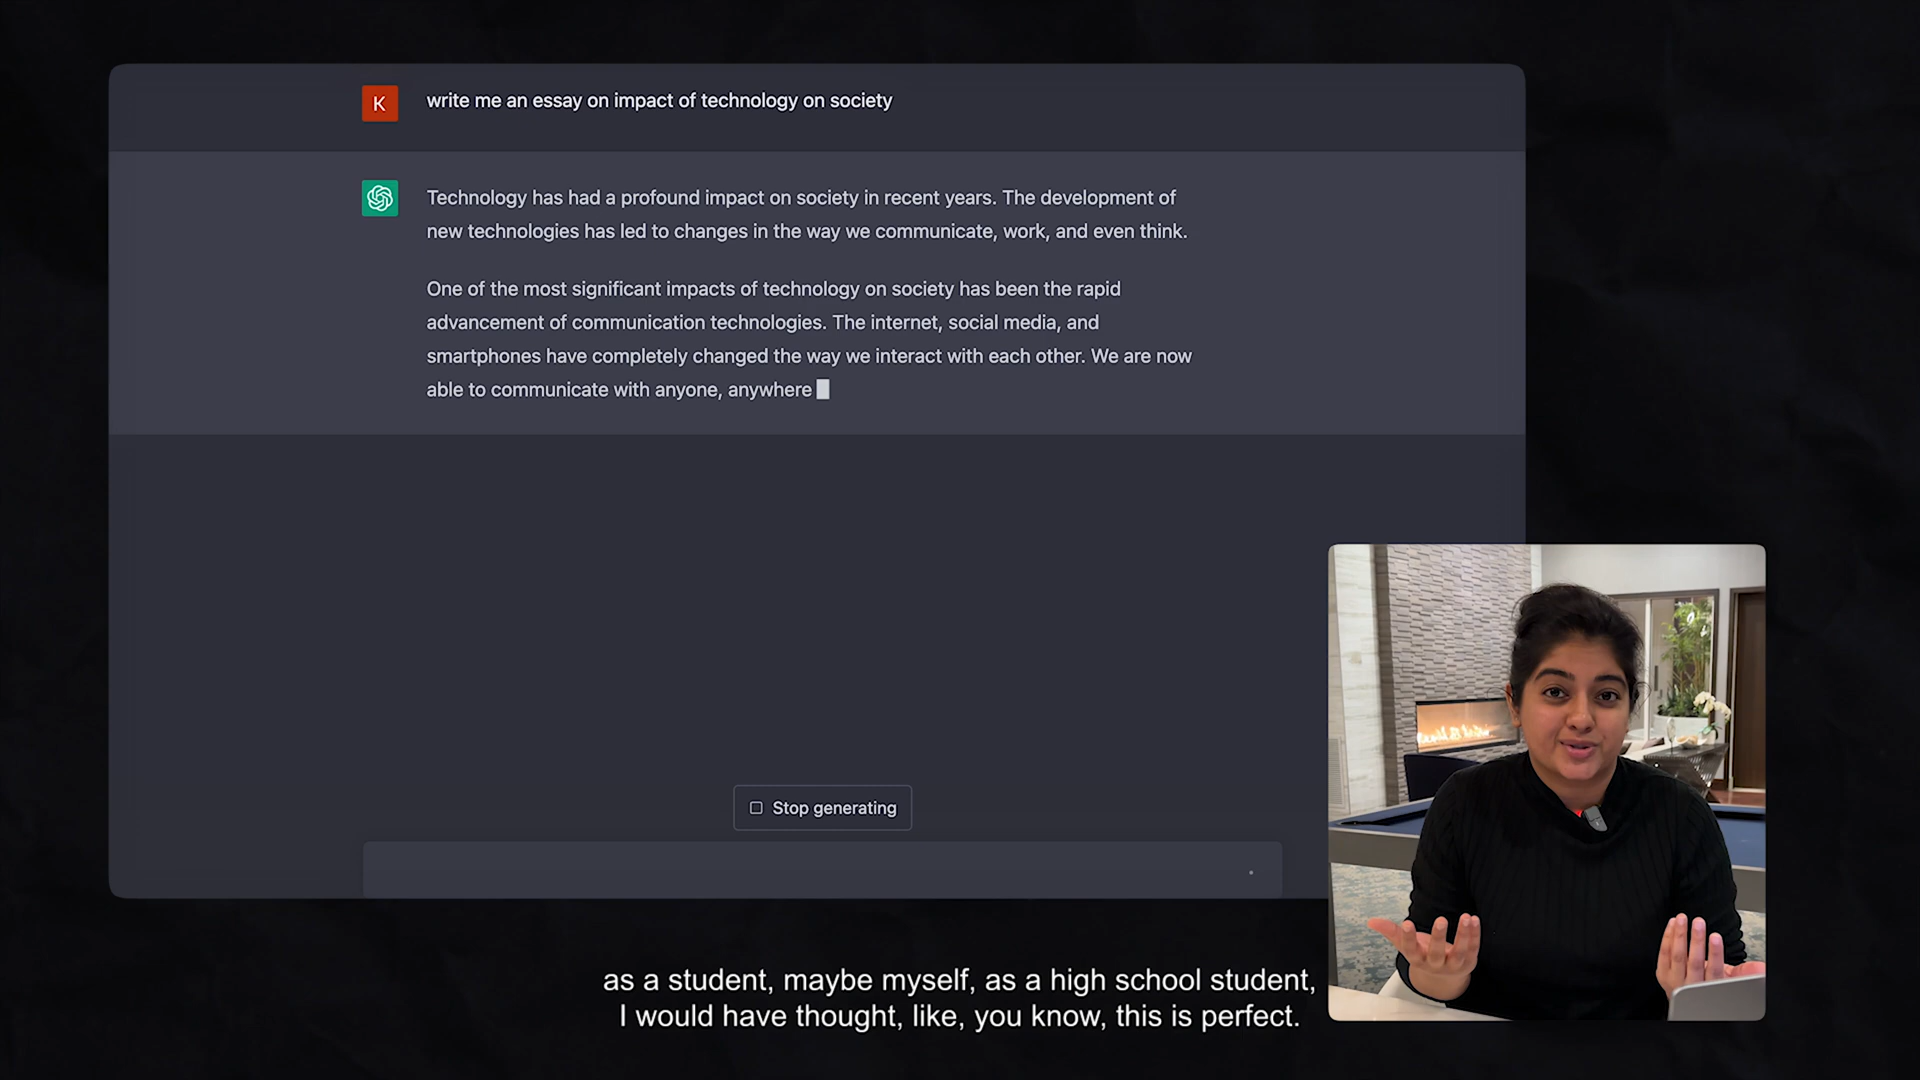 K
write me an essay on impact of technology on society
Technology has had a profound impact on society in recent years. The development of
new technologies has led to changes in the way we communicate, work, and even think.
One of the most significant impacts of technology on society has been the rapid
advancement of communication technologies. The internet, social media, and
smartphones have completely changed the way we interact with each other. We are now
able to communicate with anyone, anywhere
Stop generating
as a student, maybe myself, as a high school student,
I would have thought, like, you know, this is perfect.